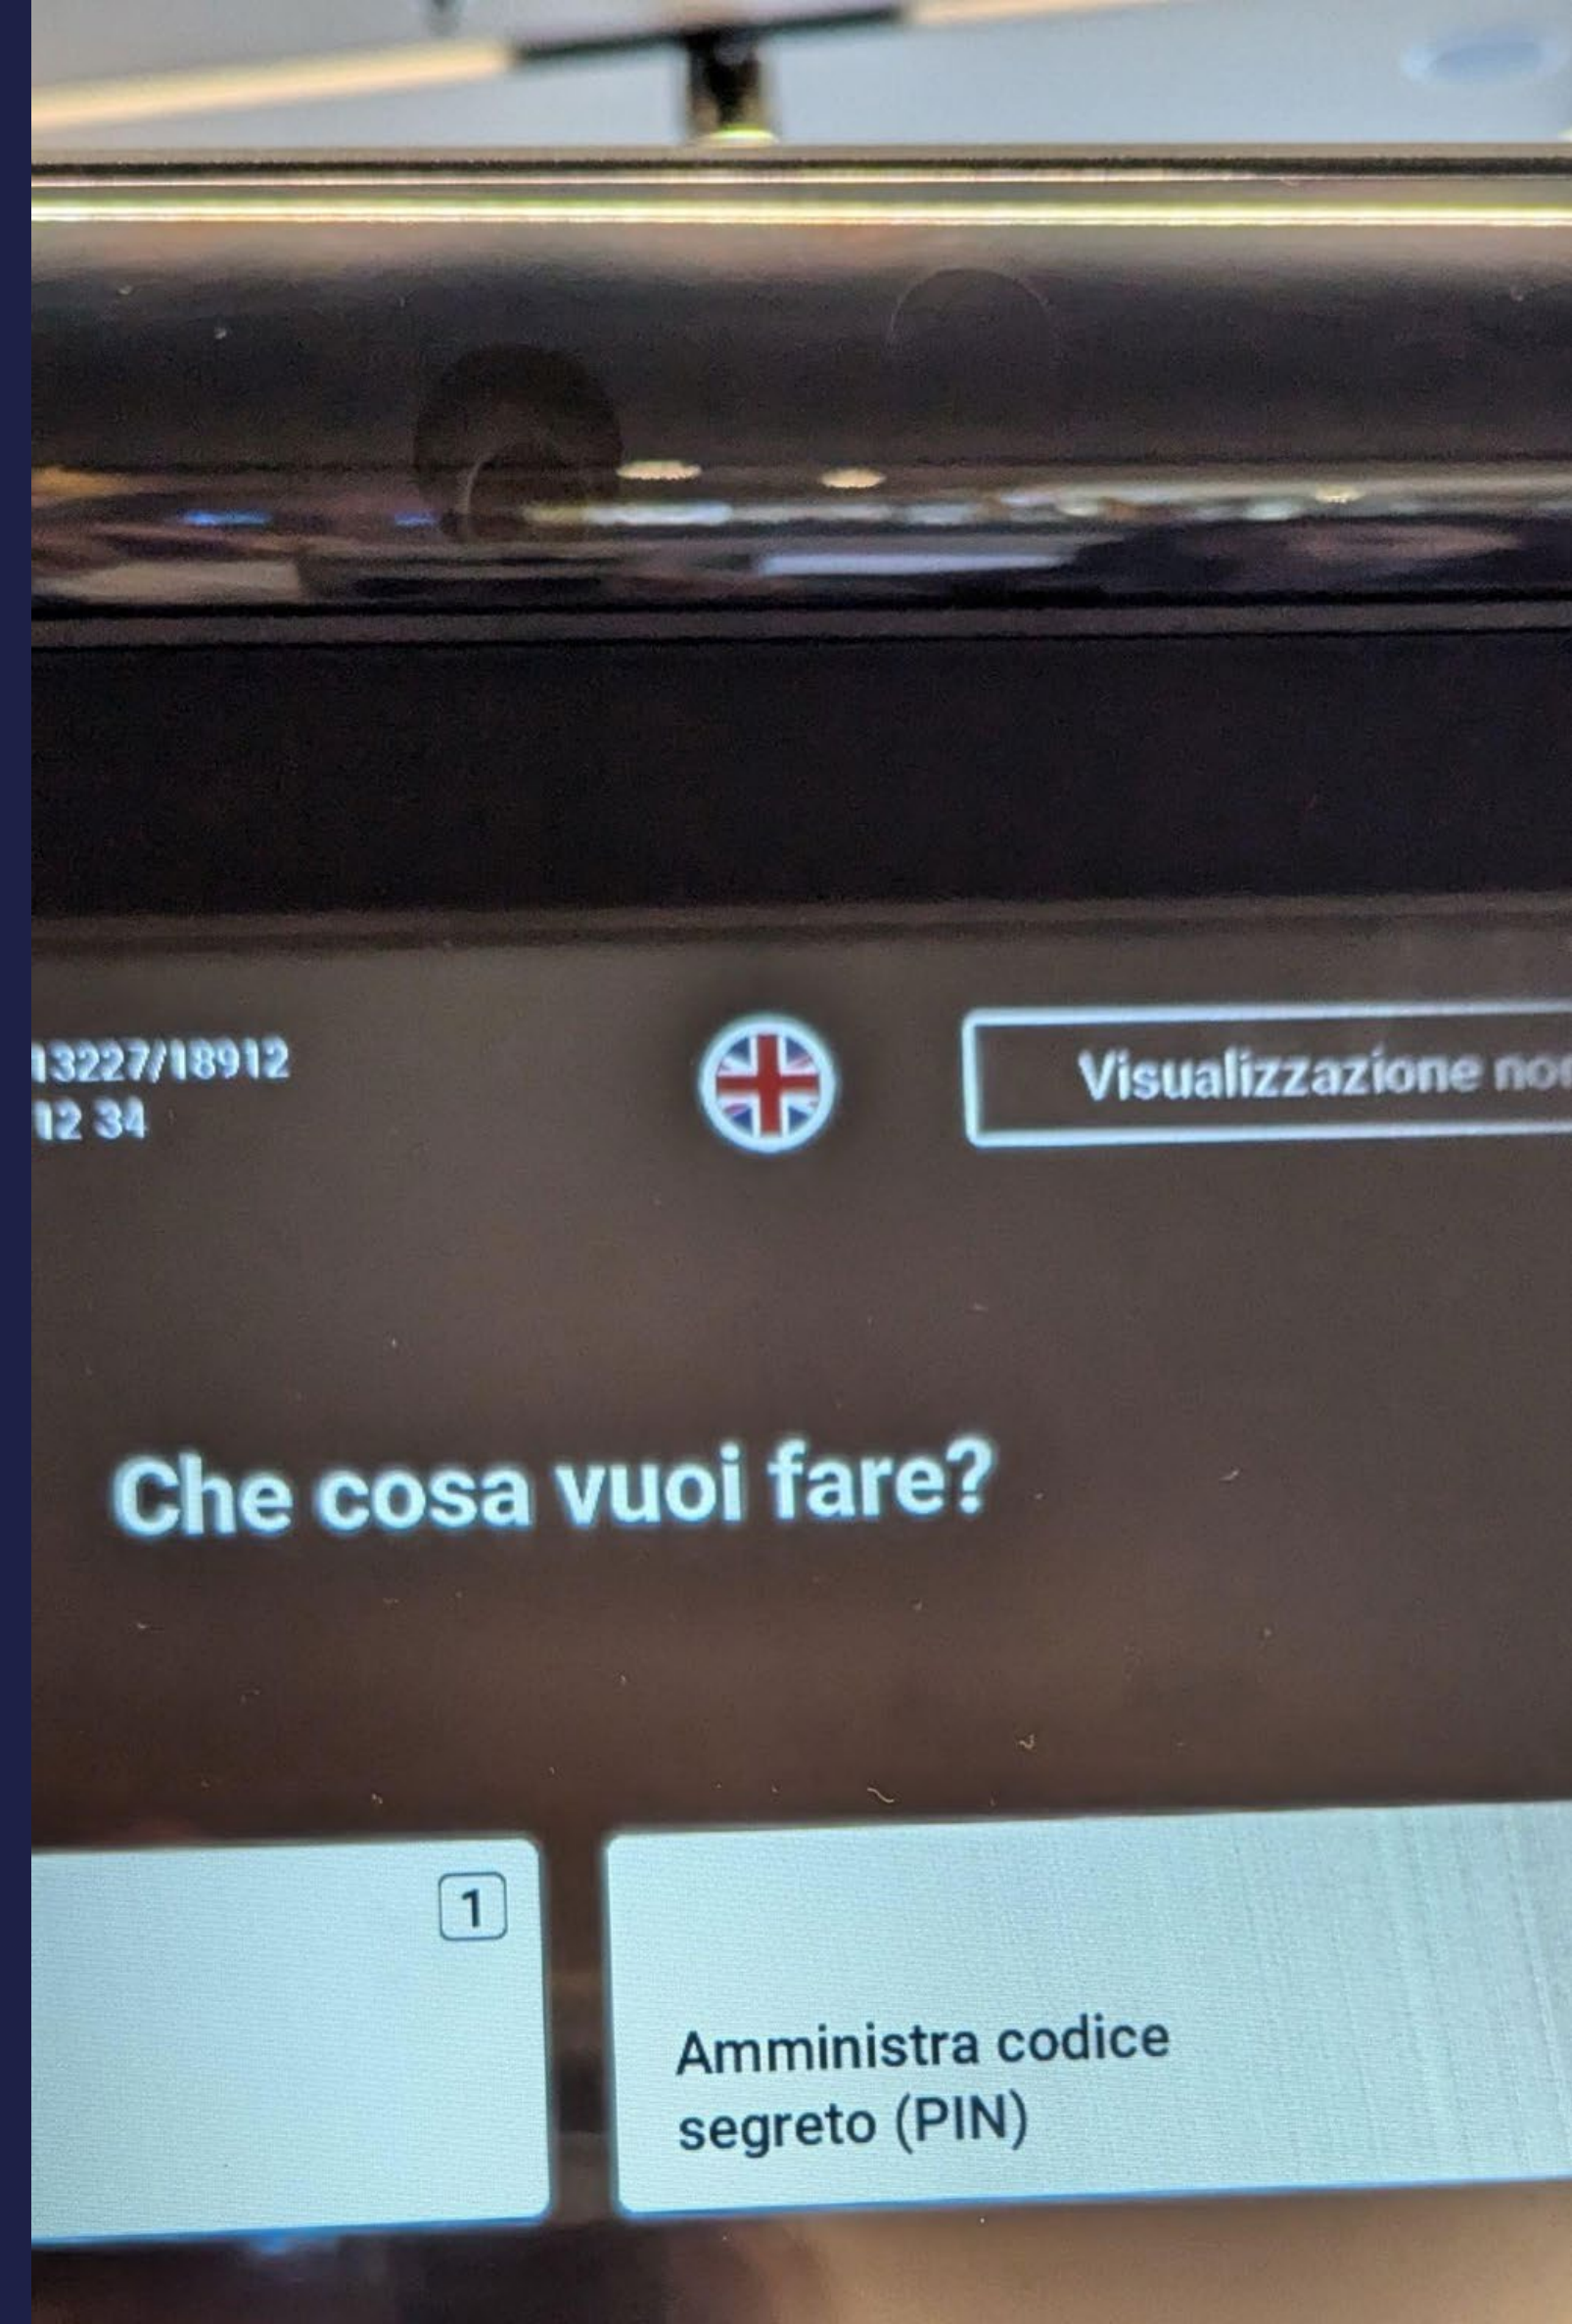 13227/18912
12 34
Visualizzazione
Che cosa vuoi fare?
1
Amministra codice
segreto (PIN)